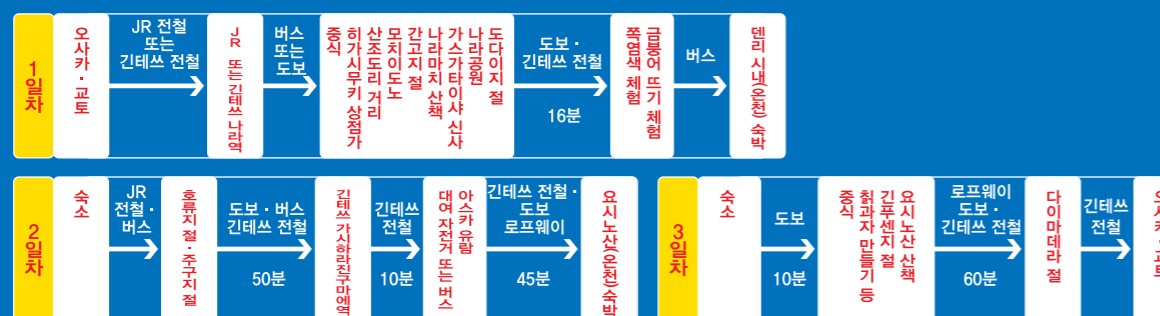 1일차
오사카・교토
JR 전철
또는
긴테쓰 전철
JR 또는 긴테쓰 나라역
버스
또는
도보
도다이지 절
나라공원
가스가타이샤 신사
나라마치 산책
간고지 절
모치이도노
산조도리 거리
히가시무키 상점가
중식
도보・
긴테쓰 전철
16분
금붕어 뜨기 체험
쪽염색 체험
버스
덴리 시내(온천) 숙박
2일차
숙소
JR
전철・
버스
호류지 절・주구지 절
도보・버스
긴테쓰 전철
50분
긴테쓰 가시하라진구마에역
긴테쓰
전철
10분
아스카 유람
대여 자전거 또는 버스
긴테쓰 전철・
도보
로프웨이
45분
요시노산(온천)숙박
3일차
숙소
도보
10분
요시노산 산책
긴푸센지 절
칡과자 만들기 등
중식
로프웨이
도보・
긴테쓰 전철
60분
다이마데라 절
긴테쓰
전철
오사카・교토